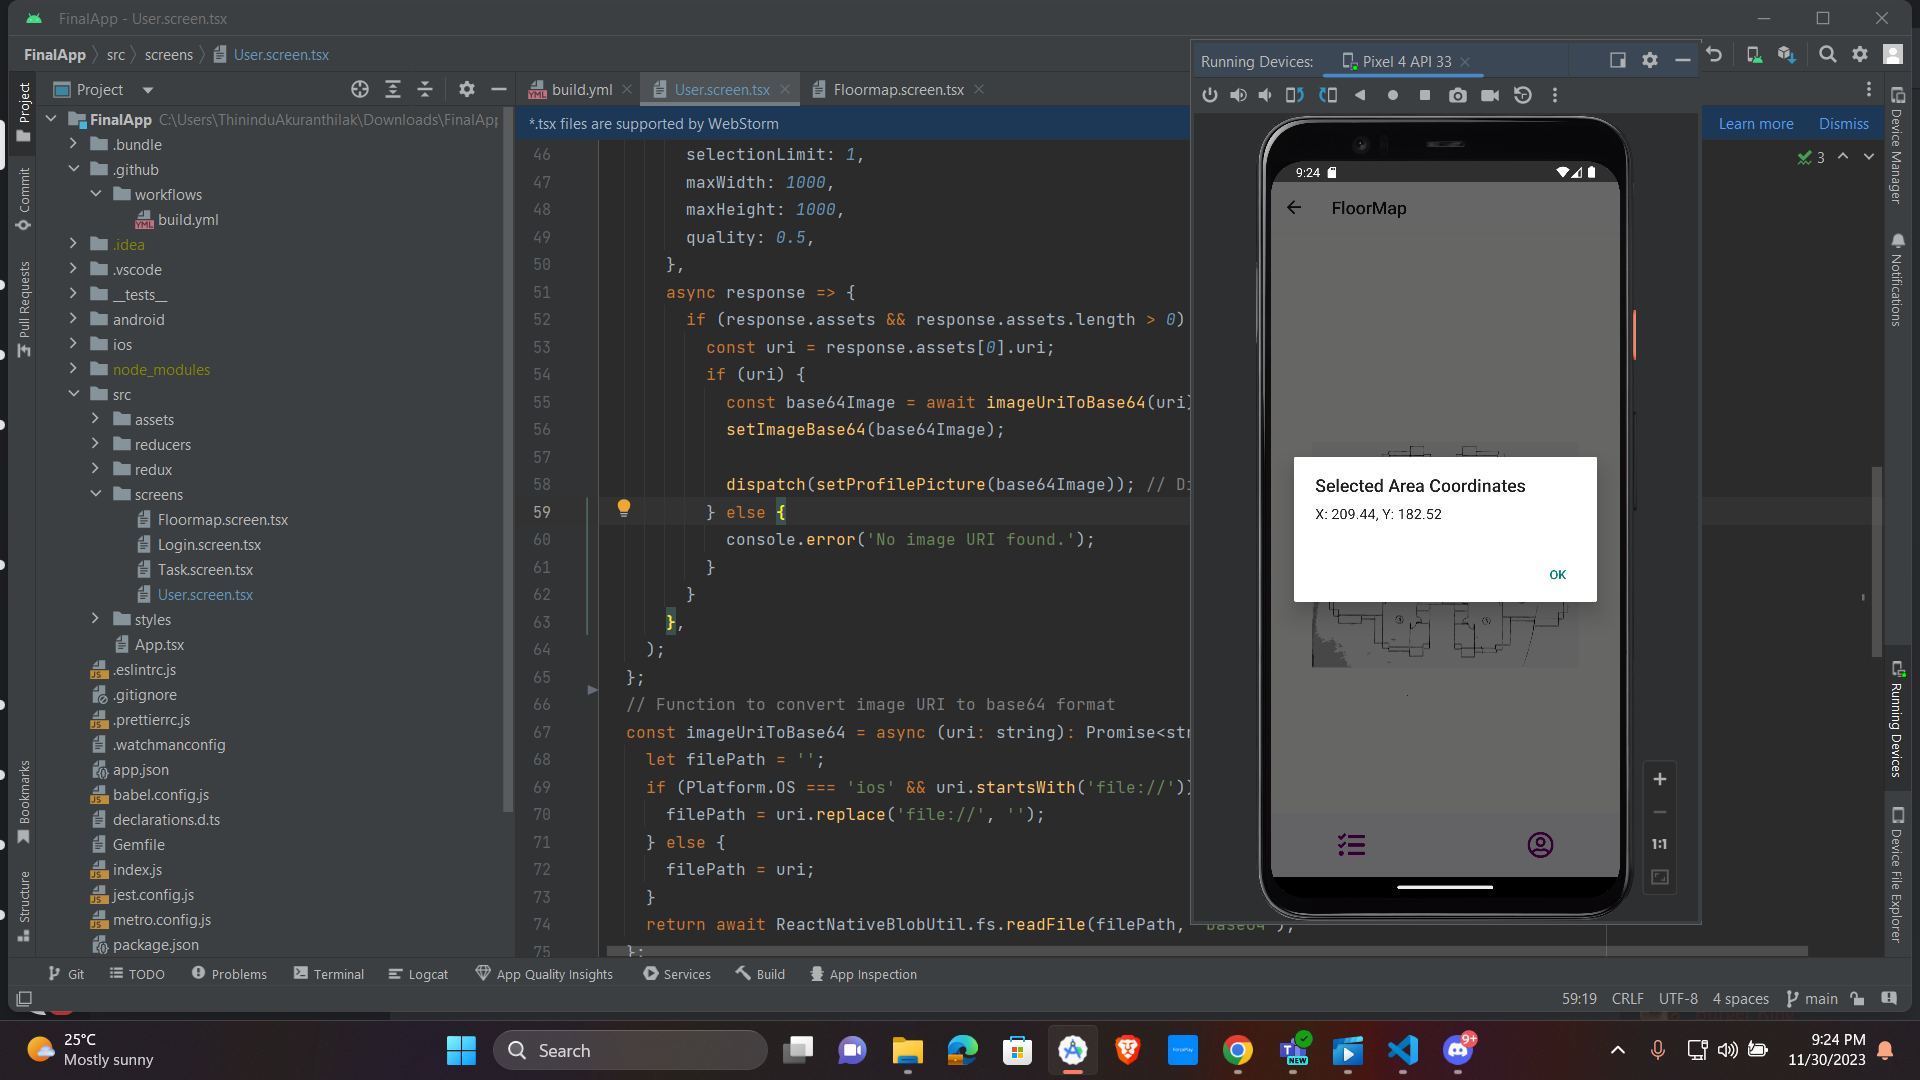 FinalApp - User.screen.tsx
FinalApp
src
screens
User.screen.tsx
Project
build.yml
User.screen.tsx
Floormap.screen.tsx
*.tsx files are supported by WebStorm
Learn more
Dismiss
3
Project
Commit
Pull Requests
Bookmarks
Structure
FinalApp C:\Users\ThininduAkuranthilak\Downloads\FinalApp
.bundle
.github
workflows
build.yml
.idea
.vscode
__tests__
android
ios
node_modules
src
assets
reducers
redux
screens
Floormap.screen.tsx
Login.screen.tsx
Task.screen.tsx
User.screen.tsx
styles
App.tsx
.eslintrc.js
.gitignore
.prettierrc.js
.watchmanconfig
app.json
babel.config.js
declarations.d.ts
Gemfile
index.js
jest.config.js
metro.config.js
package.json
46 selectionLimit: 1,
47 maxWidth: 1000,
48 maxHeight: 1000,
49 quality: 0.5,
50 },
51 async response => {
52 if (response.assets && response.assets.length > 0)
53 const uri = response.assets[0].uri;
54 if (uri) {
55 const base64Image = await imageUriToBase64(uri)
56 setImageBase64(base64Image);
57
58 dispatch(setProfilePicture(base64Image)); // Di
59 } else {
60 console.error('No image URI found.');
61 }
62 }
63 },
64 );
65 };
66 // Function to convert image URI to base64 format
67 const imageUriToBase64 = async (uri: string): Promise<str
68 let filePath = '';
69 if (Platform.OS === 'ios' && uri.startsWith('file://'))
70 filePath = uri.replace('file://', '');
71 } else {
72 filePath = uri;
73 }
74 return await ReactNativeBlobUtil.fs.readFile(filePath, 'base64');
75 };
Running Devices:
Pixel 4 API 33
9:24
FloorMap
Selected Area Coordinates
X: 209.44, Y: 182.52
OK
1:1
Device Manager
Notifications
Running Devices
Device File Explorer
Git
TODO
Problems
Terminal
Logcat
App Quality Insights
Services
Build
App Inspection
59:19
CRLF
UTF-8
4 spaces
main
25°C
Mostly sunny
Search
NEW
9+
9:24 PM
11/30/2023